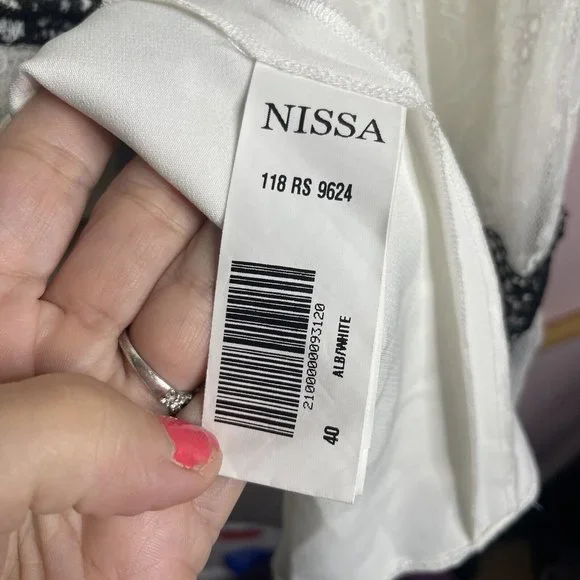 NISSA
118 RS 9624
2100000093120
ALB/WHITE
40